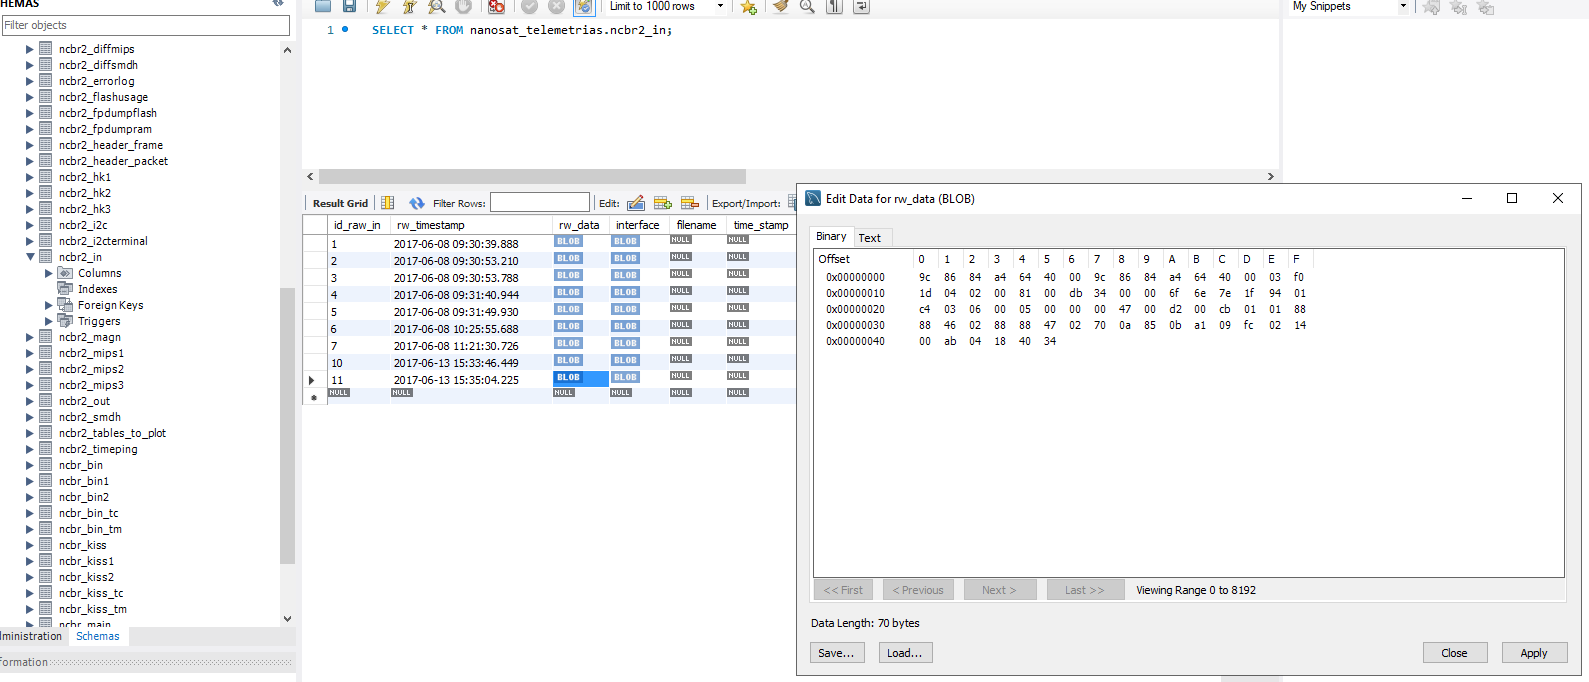 HEMAS
Filter objects
ncbr2_diffmips
ncbr2_diffsmdh
ncbr2_errorlog
ncbr2_flashusage
ncbr2_fpdumpflash
ncbr2_fpdumpram
ncbr2_header_frame
ncbr2_header_packet
ncbr2_hk1
ncbr2_hk2
ncbr2_hk3
ncbr2_i2c
ncbr2_i2cterminal
ncbr2_in
Columns
Indexes
Foreign Keys
Triggers
ncbr2_magn
ncbr2_mips1
ncbr2_mips2
ncbr2_mips3
ncbr2_out
ncbr2_smdh
ncbr2_tables_to_plot
ncbr2_timeping
ncbr_bin
ncbr_bin1
ncbr_bin2
ncbr_bin_tc
ncbr_bin_tm
ncbr_kiss
ncbr_kiss1
ncbr_kiss2
ncbr_kiss_tc
ncbr_kiss_tm
ncbr_main
ministration Schemas
formation
Limit to 1000 rows
My Snippets
1 SELECT * FROM nanosat_telemetrias.ncbr2_in;
Result Grid Filter Rows: Edit: Export/Import:
id_raw_in rw_timestamp rw_data interface filename time_stamp
1 2017-06-08 09:30:39.888 BLOB BLOB NULL NULL
2 2017-06-08 09:30:53.210 BLOB BLOB NULL NULL
3 2017-06-08 09:30:53.788 BLOB BLOB NULL NULL
4 2017-06-08 09:31:40.944 BLOB BLOB NULL NULL
5 2017-06-08 09:31:49.930 BLOB BLOB NULL NULL
6 2017-06-08 10:25:55.688 BLOB BLOB NULL NULL
7 2017-06-08 11:21:30.726 BLOB BLOB NULL NULL
10 2017-06-13 15:33:46.449 BLOB BLOB NULL NULL
11 2017-06-13 15:35:04.225 BLOB BLOB NULL NULL
NULL NULL NULL NULL NULL NULL
Edit Data for rw_data (BLOB)
Binary Text
Offset 0 1 2 3 4 5 6 7 8 9 A B C D E F
0x00000000 9c 86 84 a4 64 40 00 9c 86 84 a4 64 40 00 03 f0
0x00000010 1d 04 02 00 81 00 db 34 00 00 6f 6e 7e 1f 94 01
0x00000020 c4 03 06 00 05 00 00 00 47 00 d2 00 cb 01 01 88
0x00000030 88 46 02 88 88 47 02 70 0a 85 0b a1 09 fc 02 14
0x00000040 00 ab 04 18 40 34
<< First < Previous Next > Last >> Viewing Range 0 to 8192
Data Length: 70 bytes
Save... Load... Close Apply